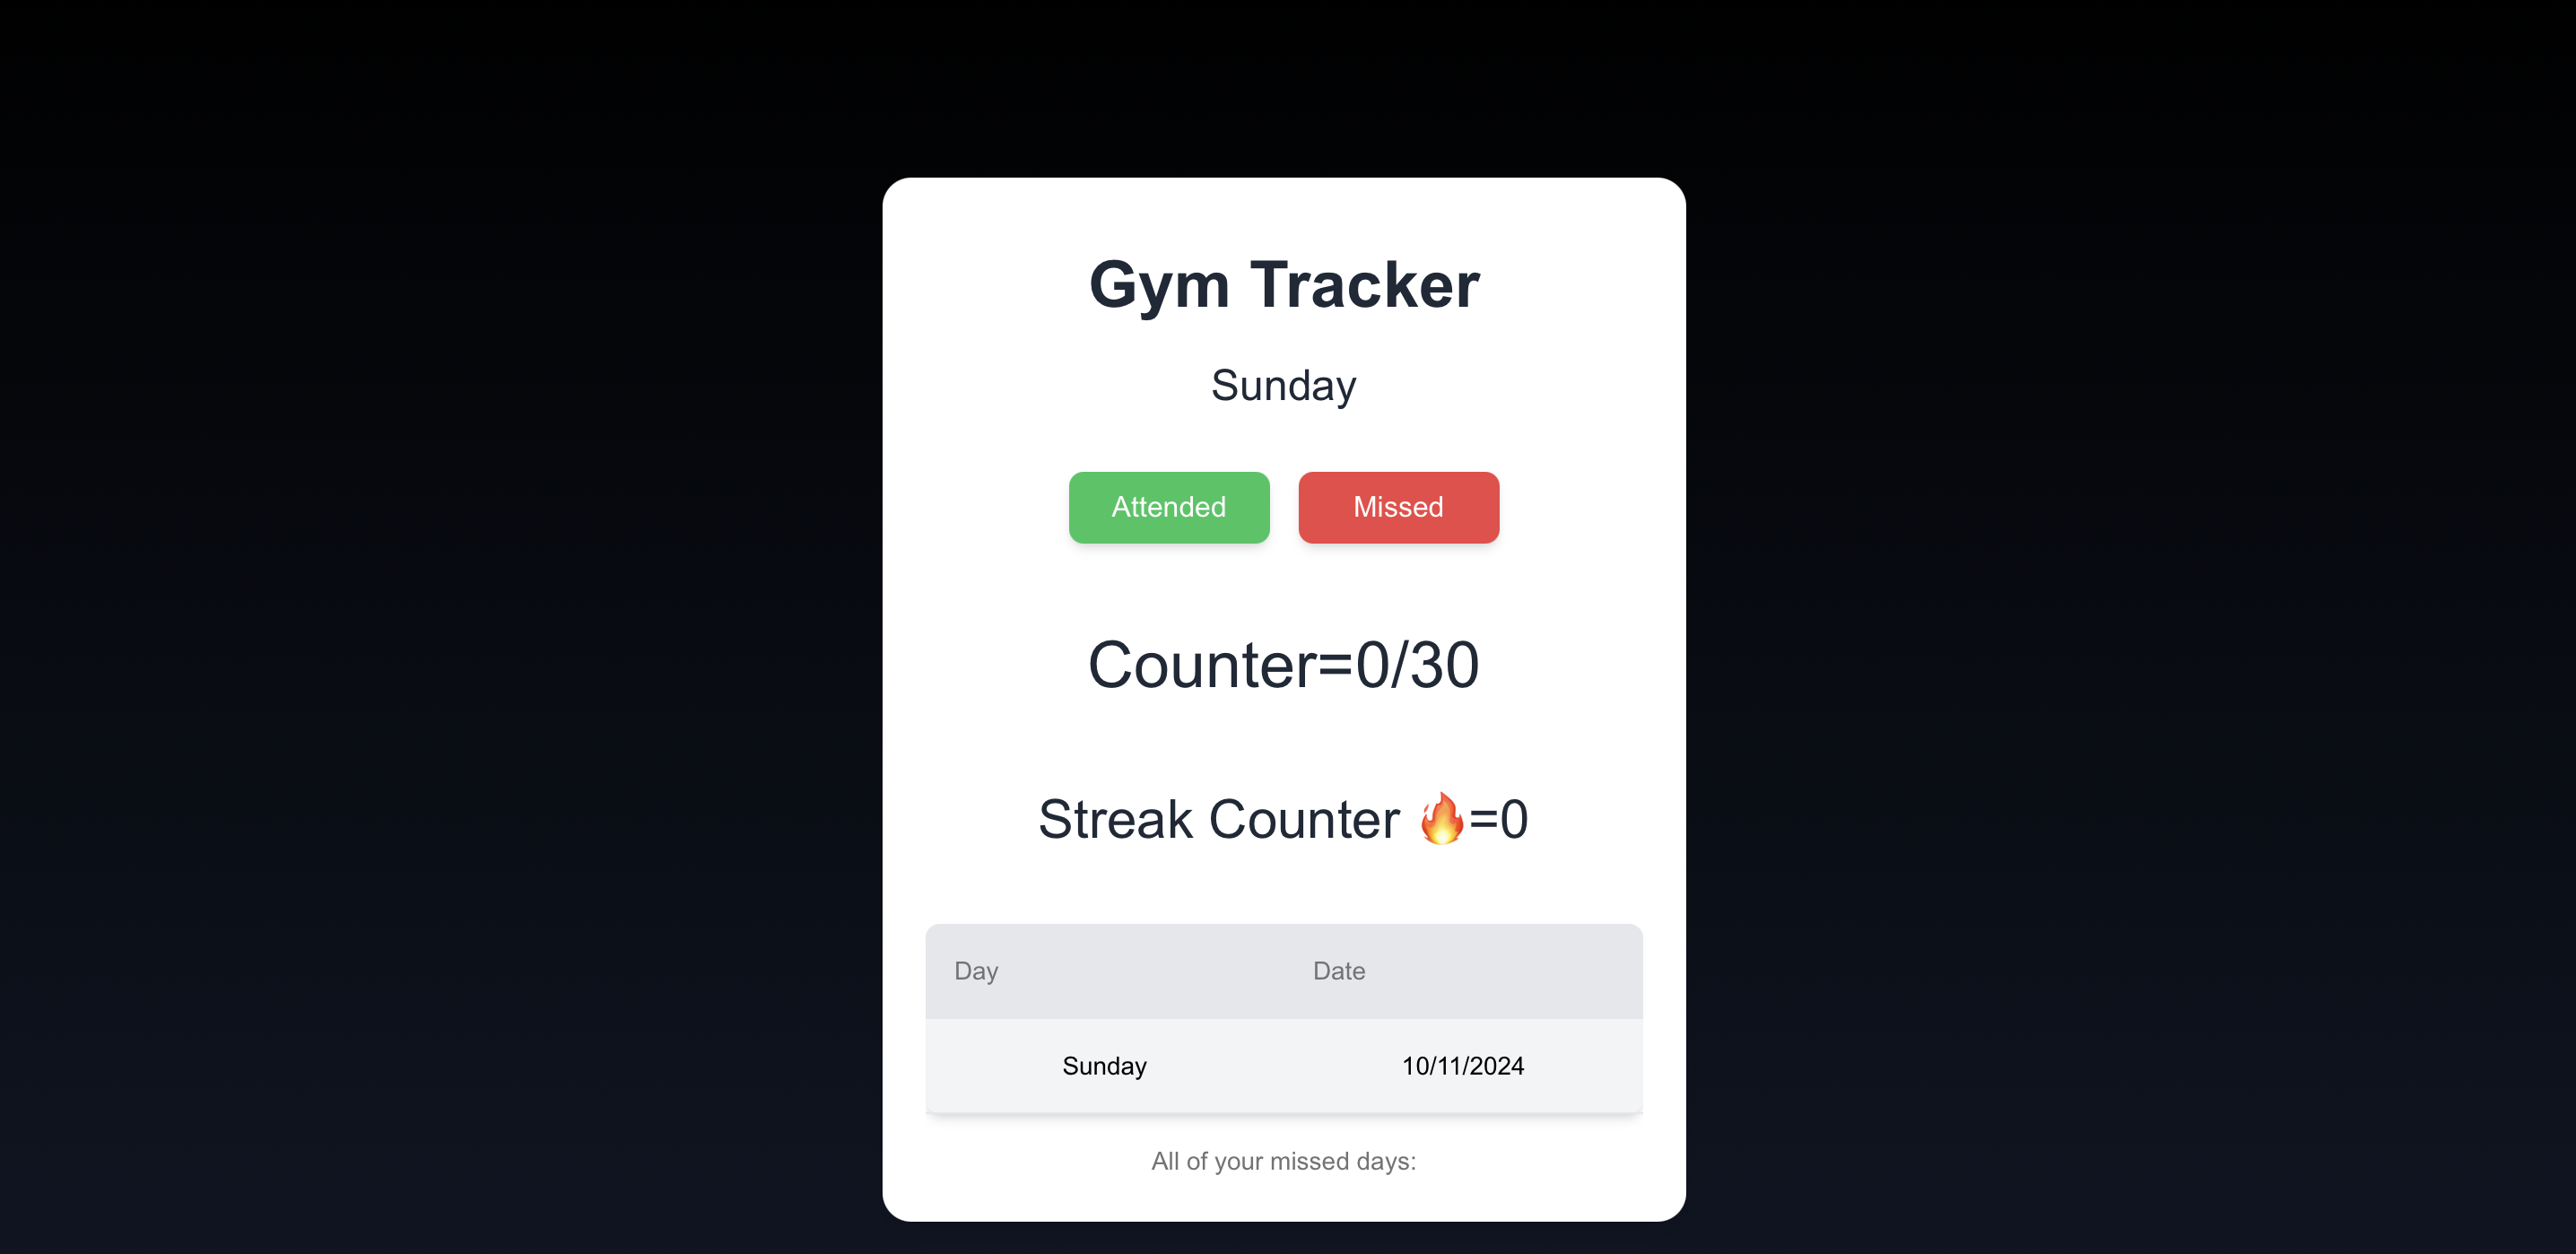 Gym Tracker
Sunday
Attended Missed
Counter=0/30
Streak Counter 🔥=0
Day Date
Sunday 10/11/2024
All of your missed days: